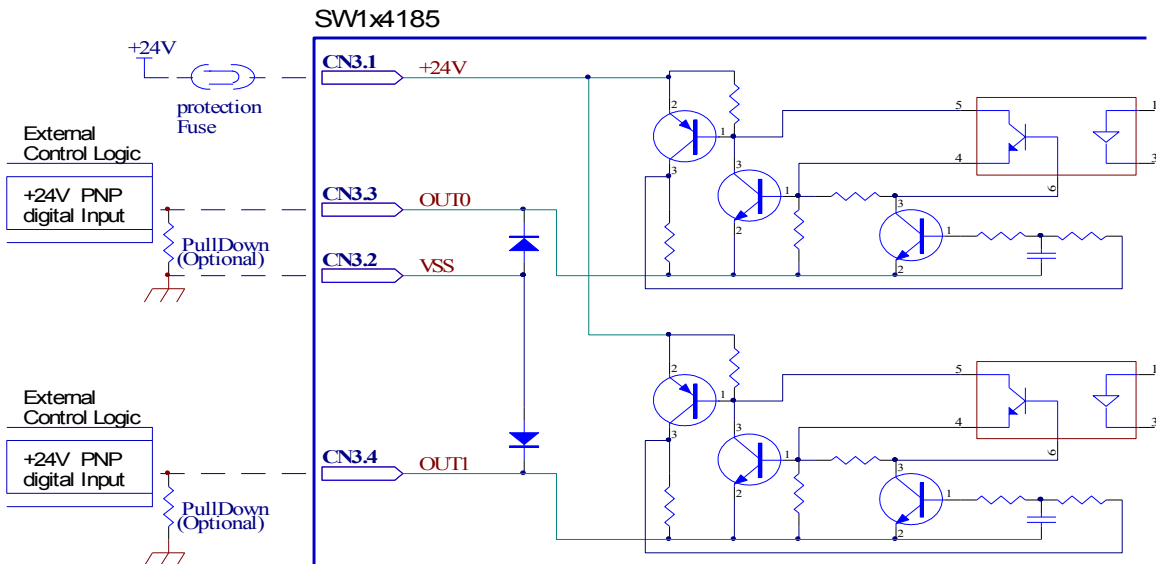 SW1x4185
+24V
protection
Fuse
CN3.1
+24V
External
Control Logic
+24V PNP
digital Input
PullDown
(Optional)
CN3.3
OUT0
CN3.2
VSS
2
1
3
3
1
2
3
1
2
5
4
6
1
3
External
Control Logic
+24V PNP
digital Input
PullDown
(Optional)
CN3.4
OUT1
2
1
3
3
1
2
3
1
2
5
4
6
1
3